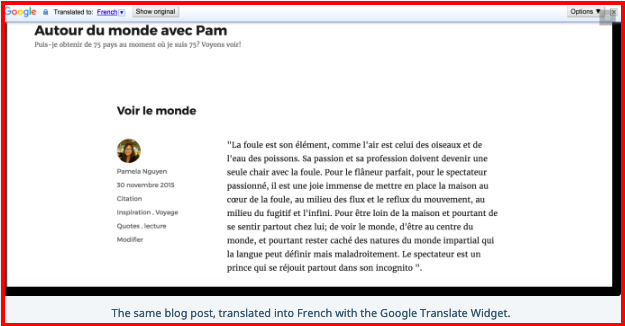 Google Translated to: French Show original Options ▼
Autour du monde avec Pam
Puis-je obtenir de 75 pays au moment où je suis 75? Voyons voir!
Voir le monde
Pamela Nguyen
30 novembre 2015
Citation
Inspiration , Voyage
Quotes , lecture
Modifier
"La foule est son élément, comme l'air est celui des oiseaux et de
l'eau des poissons. Sa passion et sa profession doivent devenir une
seule chair avec la foule. Pour le flâneur parfait, pour le spectateur
passionné, il est une joie immense de mettre en place la maison au
cœur de la foule, au milieu des flux et le reflux du mouvement, au
milieu du fugitif et l'infini. Pour être loin de la maison et pourtant de
se sentir partout chez lui; de voir le monde, d'être au centre du
monde, et pourtant rester caché des natures du monde impartial qui
la langue peut définir mais maladroitement. Le spectateur est un
prince qui se réjouit partout dans son incognito ".
The same blog post, translated into French with the Google Translate Widget.